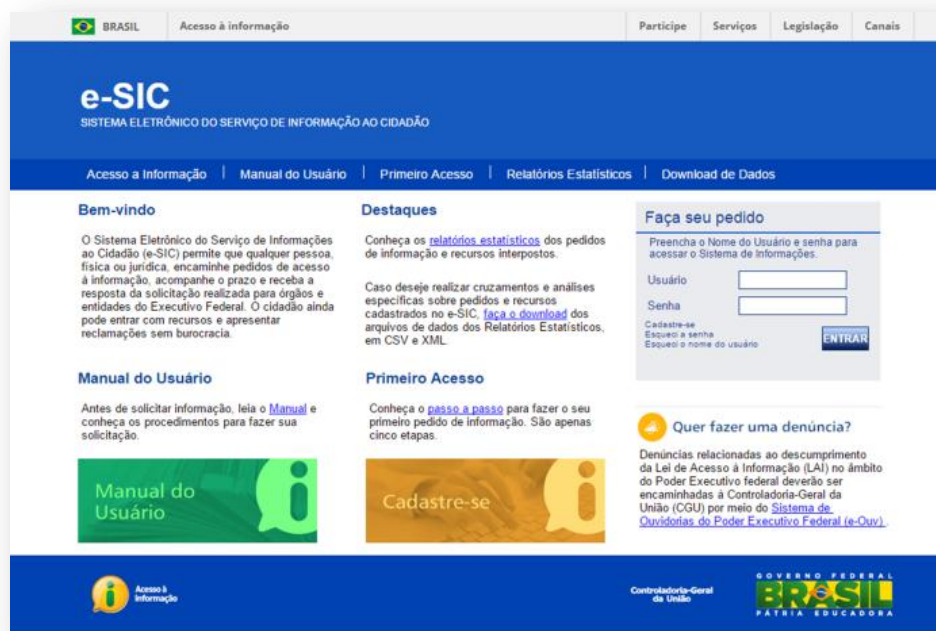 BRASIL
Acesso à informação
Participe
Serviços
Legislação
Canais
e-SIC
SISTEMA ELETRÔNICO DO SERVIÇO DE INFORMAÇÃO AO CIDADÃO
Acesso a Informação
Manual do Usuário
Primeiro Acesso
Relatórios Estatísticos
Download de Dados
Bem-vindo
O Sistema Eletrônico do Serviço de Informações
ao Cidadão (e-SIC) permite que qualquer pessoa,
física ou jurídica, encaminhe pedidos de acesso
à informação, acompanhe o prazo e receba a
resposta da solicitação realizada para órgãos e
entidades do Executivo Federal. O cidadão ainda
pode entrar com recursos e apresentar
reclamações sem burocracia.
Destaques
Conheça os relatórios estatísticos dos pedidos
de informação e recursos interpostos.
Caso deseje realizar cruzamentos e análises
específicas sobre pedidos e recursos
cadastrados no e-SIC, faça o download dos
arquivos de dados dos Relatórios Estatísticos,
em CSV e XML.
Faça seu pedido
Preencha o Nome do Usuário e senha para
acessar o Sistema de Informações.
Usuário
Senha
Cadastre-se
Esqueci a senha
Esqueci o nome do usuário
ENTRAR
Manual do Usuário
Antes de solicitar informação, leia o Manual e
conheça os procedimentos para fazer sua
solicitação.
Manual do
Usuário
Primeiro Acesso
Conheça o passo a passo para fazer o seu
primeiro pedido de informação. São apenas
cinco etapas.
Cadastre-se
Quer fazer uma denúncia?
Denúncias relacionadas ao descumprimento
da Lei de Acesso à Informação (LAI) no âmbito
do Poder Executivo federal deverão ser
encaminhadas à Controladoria-Geral da
União (CGU) por meio do Sistema de
Ouvidorias do Poder Executivo Federal (e-Ouv).
Acesso à
Informação
Controladoria-Geral
da União
GOVERNO FEDERAL
BRASIL
PÁTRIA EDUCADORA